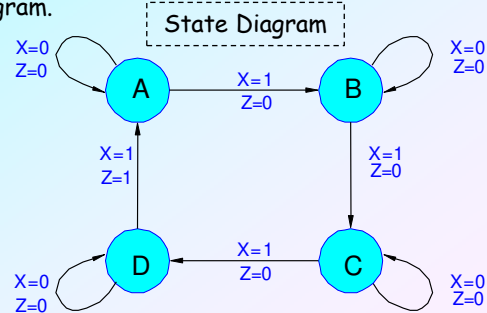 gram.
State Diagram
X=0
Z=0
A
X=1
Z=0
B
X=0
Z=0
X=1
Z=1
X=1
Z=0
X=0
Z=0
D
X=1
Z=0
C
X=0
Z=0